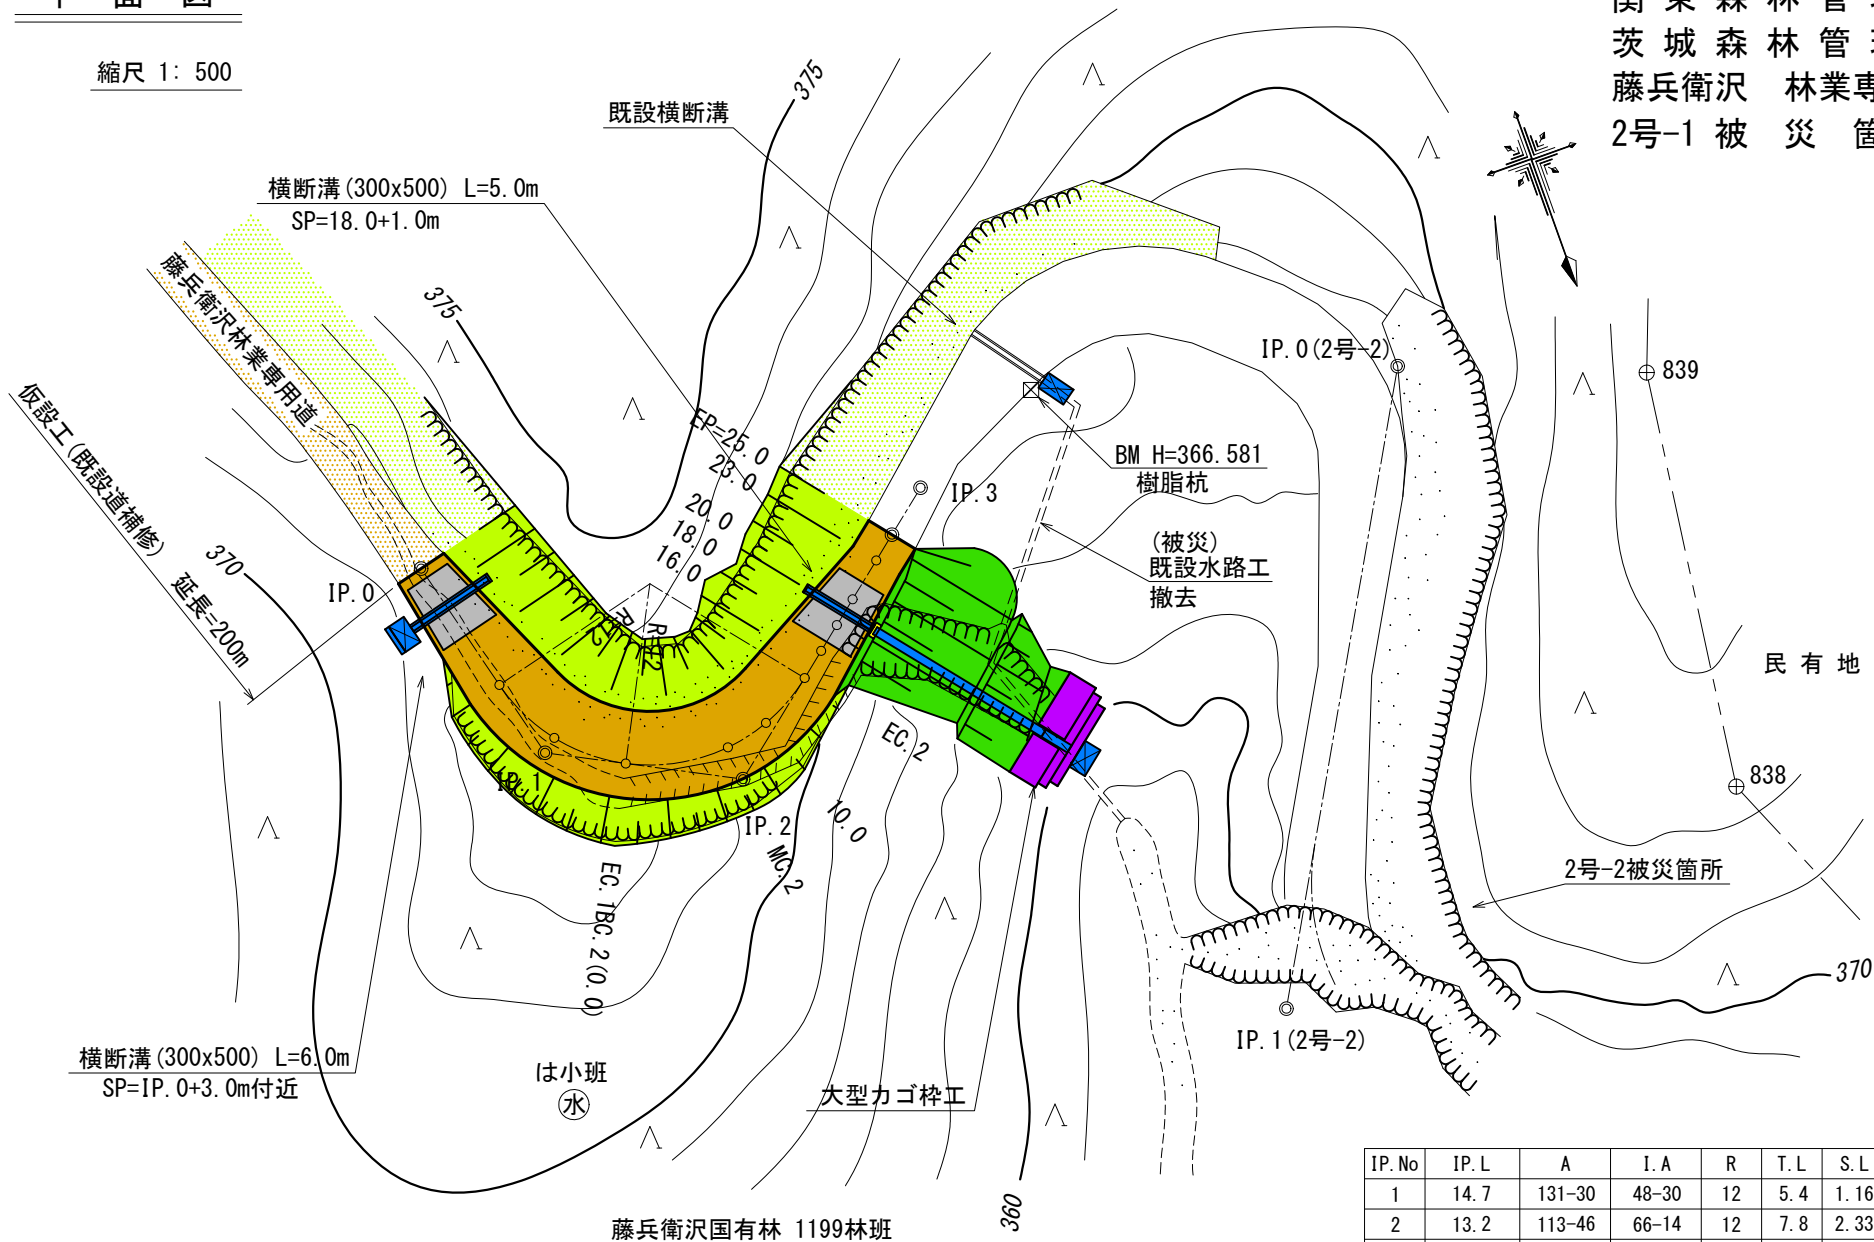 縮尺 1: 500
茨 城 森 林 管
藤兵衛沢 林業専
2号-1 被 災
375
既設横断溝
横断溝(300x500) L=5.0m
SP=18.0+1.0m
藤兵衛沢林業専用道
375
IP.0(2号-2)
839
仮設工(既設道補修) 延長=200m
EP=25.0
23.0
20.0
18.0
16.0
BM H=366.581
樹脂杭
IP.3
(被災)
既設水路工
撤去
370
IP.0
R=12
R=12
民 有 地
EC.2
IP.1
838
10.0
IP.2
MC.2
EC.1BC.2(0.0)
2号-2被災箇所
370
IP.1(2号-2)
横断溝(300x500) L=6.0m
SP=IP.0+3.0m付近
は小班
水
大型カゴ枠工
360
藤兵衛沢国有林 1199林班
IP.No IP.L A I.A R T.L S.L
1 14.7 131-30 48-30 12 5.4 1.16
2 13.2 113-46 66-14 12 7.8 2.33